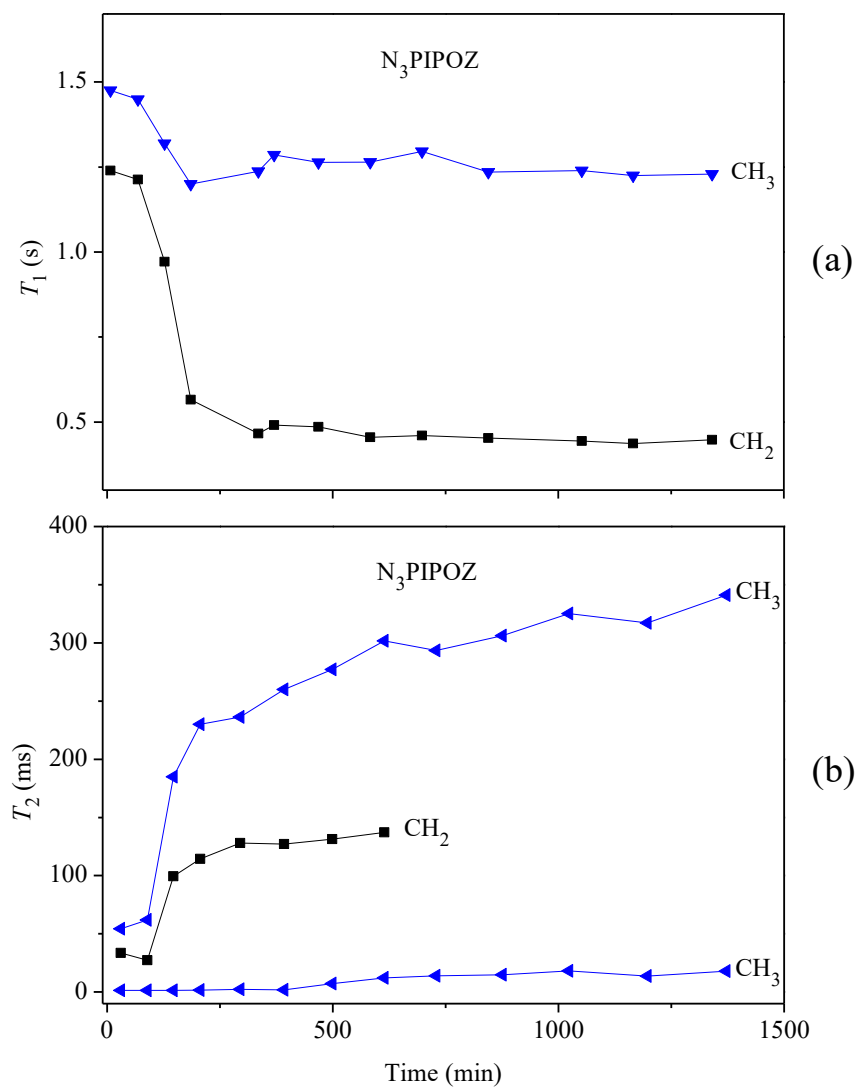 N₃PIPOZ
1.5
CH₃
1.0
T₁ (s)
(a)
0.5
CH₂
400
N₃PIPOZ
CH₃
300
T₂ (ms)
200
(b)
CH₂
100
CH₃
0
0 500 1000 1500
Time (min)